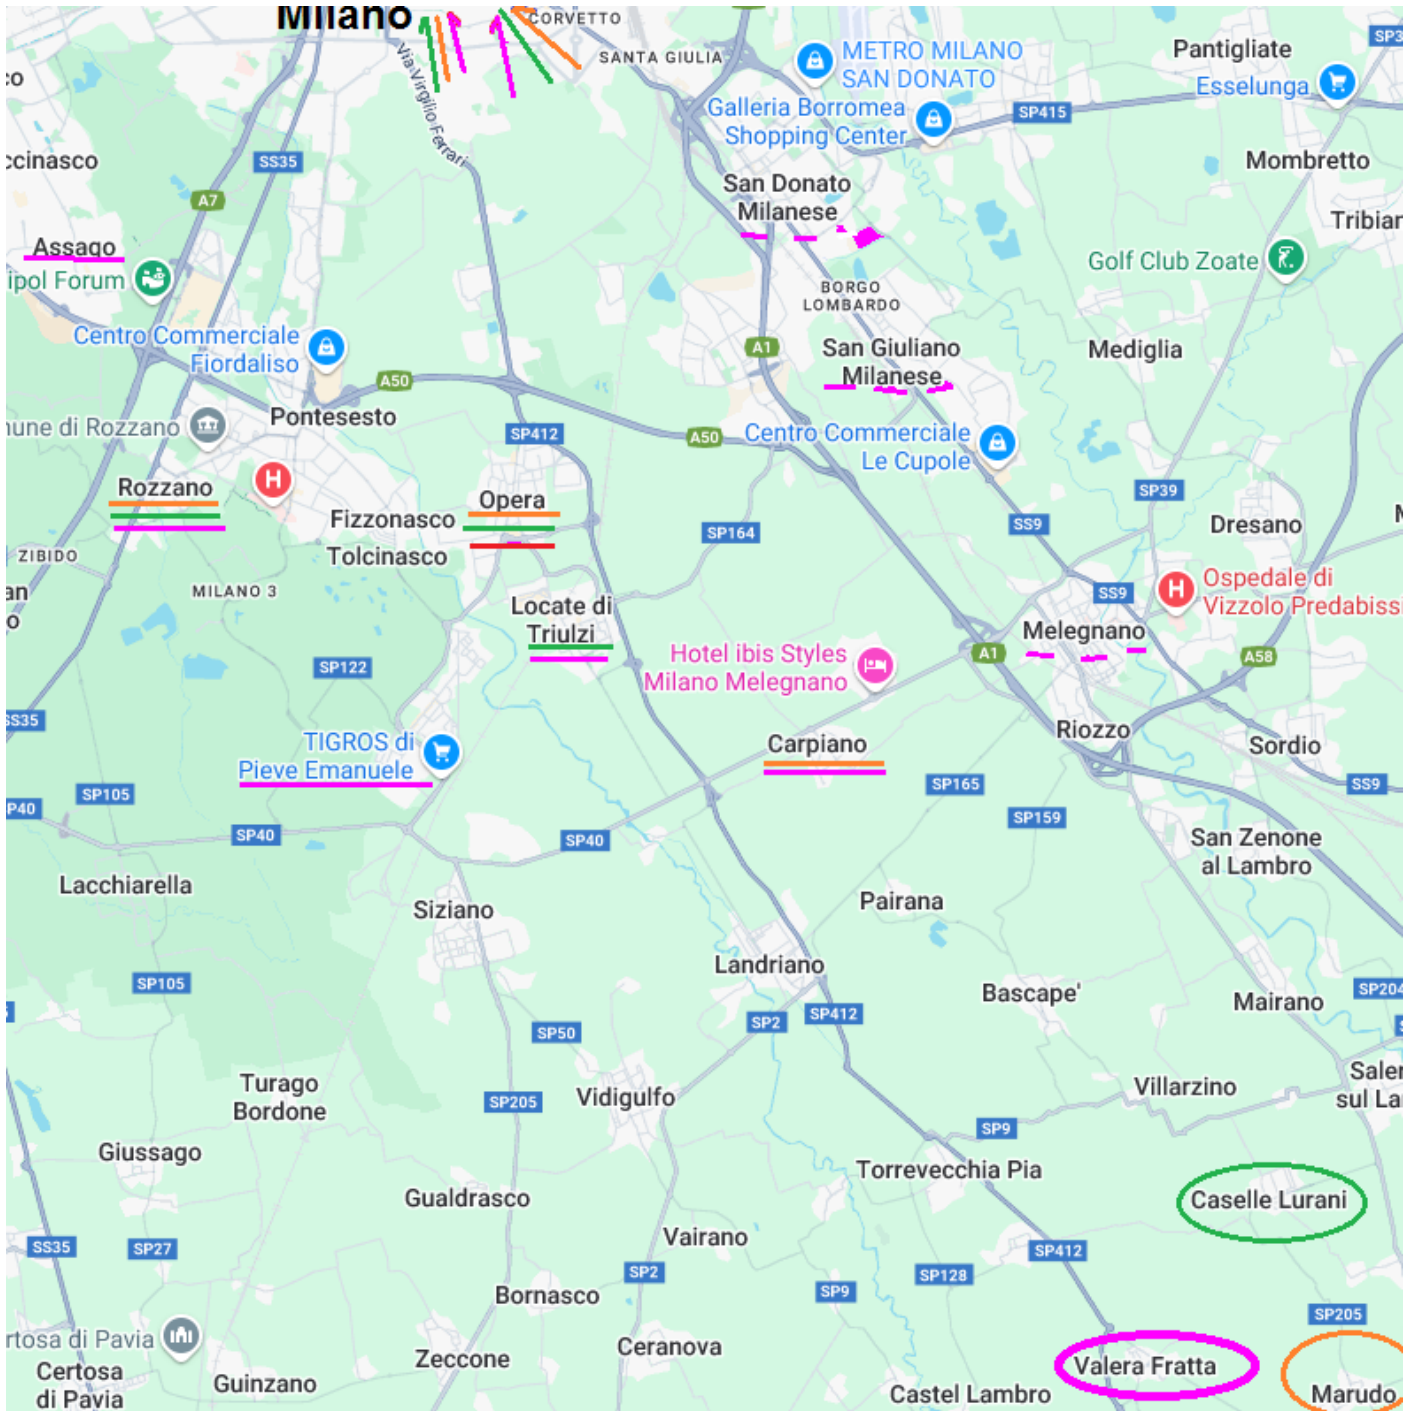 Milano
CORVETTO
Via Virgilio Ferrari
SANTA GIULIA
METRO MILANO
SAN DONATO
Pantigliate
SP3
Esselunga
Galleria Borromea
Shopping Center
SP415
co
ccinasco
SS35
Mombretto
A7
San Donato
Milanese
Tribiar
Assago
ipol Forum
Golf Club Zoate
BORGO
LOMBARDO
Centro Commerciale
Fiordaliso
A1
San Giuliano
Milanese
Mediglia
A50
Pontesesto
nune di Rozzano
SP412
A50
Centro Commerciale
Le Cupole
Rozzano
H
Opera
SP39
Fizzonasco
Tolcinasco
SP164
SS9
Dresano
ZIBIDO
MILANO 3
an
o
Locate di
Triulzi
SS9
H
Ospedale di
Vizzolo Predabissi
Melegnano
SP122
Hotel ibis Styles
Milano Melegnano
A1
A58
SS35
TIGROS di
Pieve Emanuele
Carpiano
Riozzo
Sordio
SP105
P40
SP40
SP40
SP165
SS9
SP159
San Zenone
al Lambro
Lacchiarella
Siziano
Pairana
SP105
Landriano
Bascape'
Mairano
SP204
SP50
SP2
SP412
Turago
Bordone
SP205
Vidigulfo
Villarzino
Saler
sul La
SP9
Giussago
Torrevecchia Pia
Gualdrasco
Caselle Lurani
SS35
SP27
Vairano
SP412
SP2
SP9
SP128
Bornasco
SP205
rtosa di Pavia
Certosa
di Pavia
Guinzano
Zeccone
Ceranova
Valera Fratta
Castel Lambro
Marudo